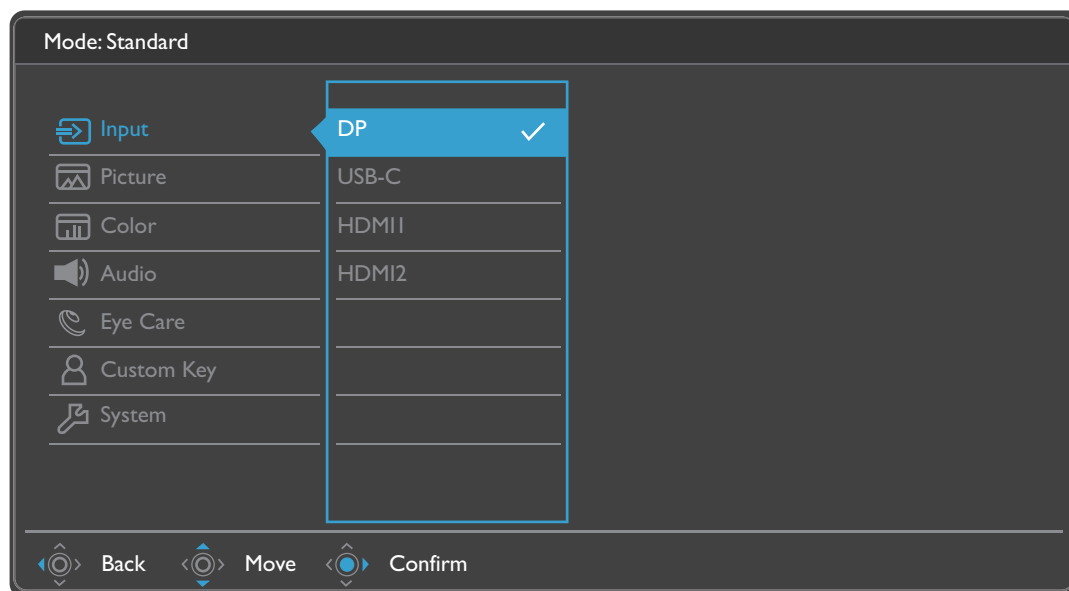 Mode: Standard
Input
DP
Picture
USB-C
Color
HDMI1
Audio
HDMI2
Eye Care
Custom Key
System
Back Move Confirm